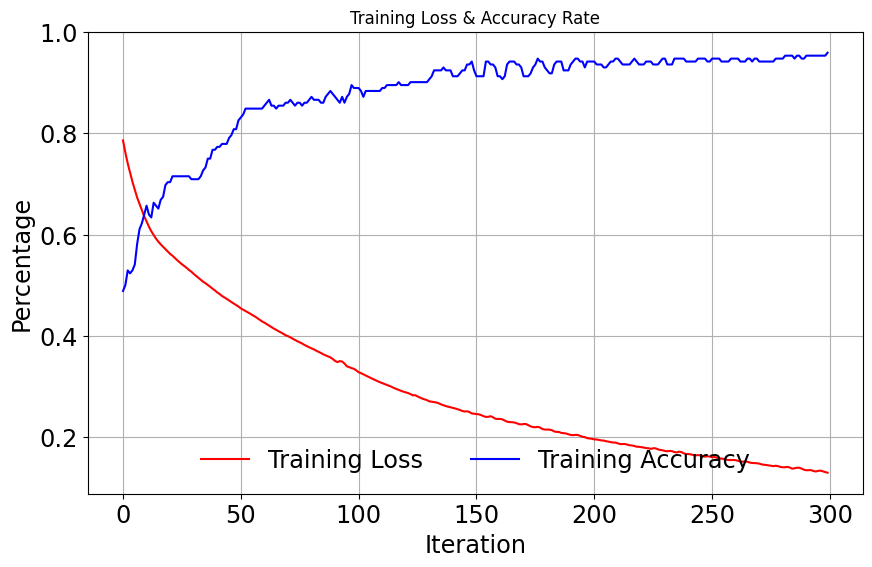 Training Loss & Accuracy Rate
1.0
0.8
0.6
0.4
0.2
Percentage
Training Loss Training Accuracy
0 50 100 150 200 250 300
Iteration